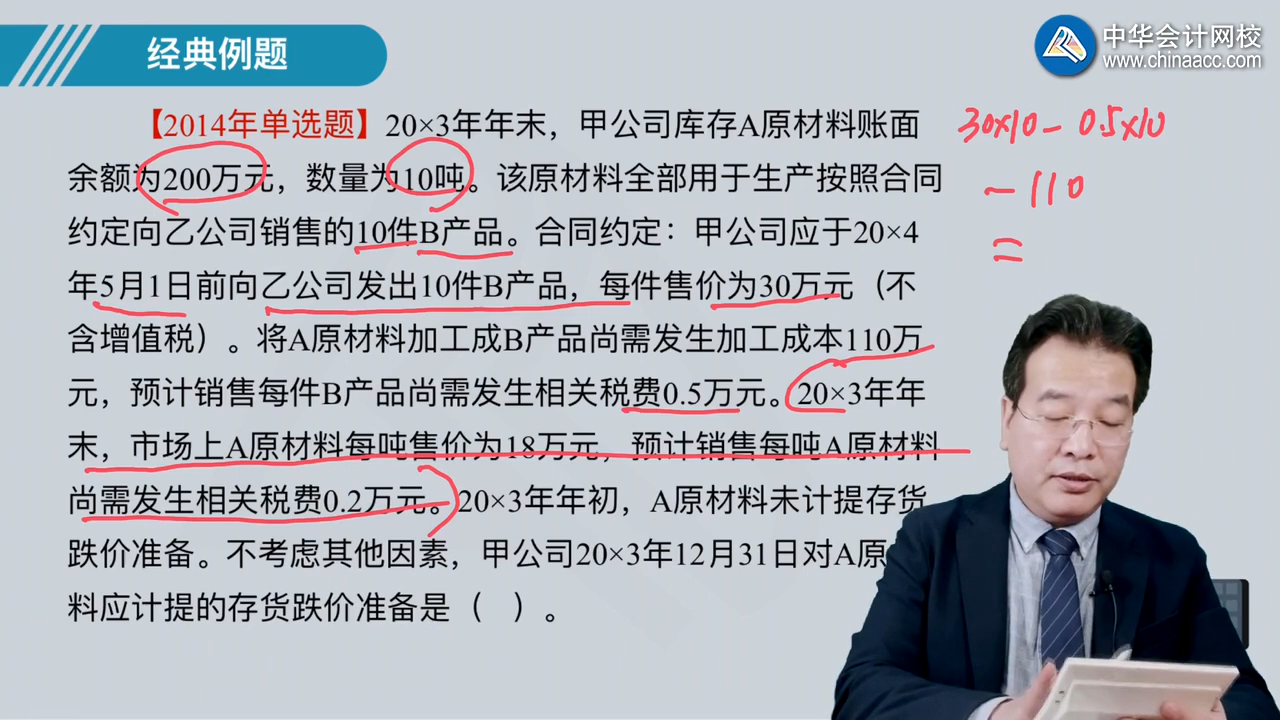 经典例题
中华会计网校
www.chinaacc.com
【2014年单选题】20×3年年末，甲公司库存A原材料账面
余额为200万元，数量为10吨。该原材料全部用于生产按照合同
约定向乙公司销售的10件B产品。合同约定：甲公司应于20×4
年5月1日前向乙公司发出10件B产品，每件售价为30万元（不
含增值税）。将A原材料加工成B产品尚需发生加工成本110万
元，预计销售每件B产品尚需发生相关税费0.5万元。20×3年年
末，市场上A原材料每吨售价为18万元，预计销售每吨A原材料
尚需发生相关税费0.2万元。20×3年年初，A原材料未计提存货
跌价准备。不考虑其他因素，甲公司20×3年12月31日对A原
料应计提的存货跌价准备是（ ）。
30×10-0.5×10
-110
=